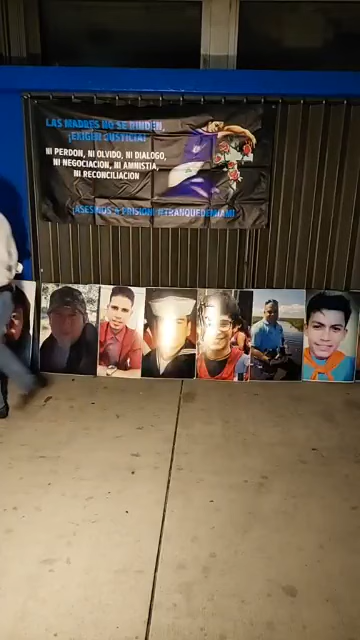 LAS MADRES NO SE RINDEN,
¡EXIGEN JUSTICIA!
NI PERDON, NI OLVIDO, NI DIALOGO,
NI NEGOCIACION, NI AMNISTIA,
NI RECONCILIACION
¡ASESINOS A PRISION! #TRANQUEDEMIAMI